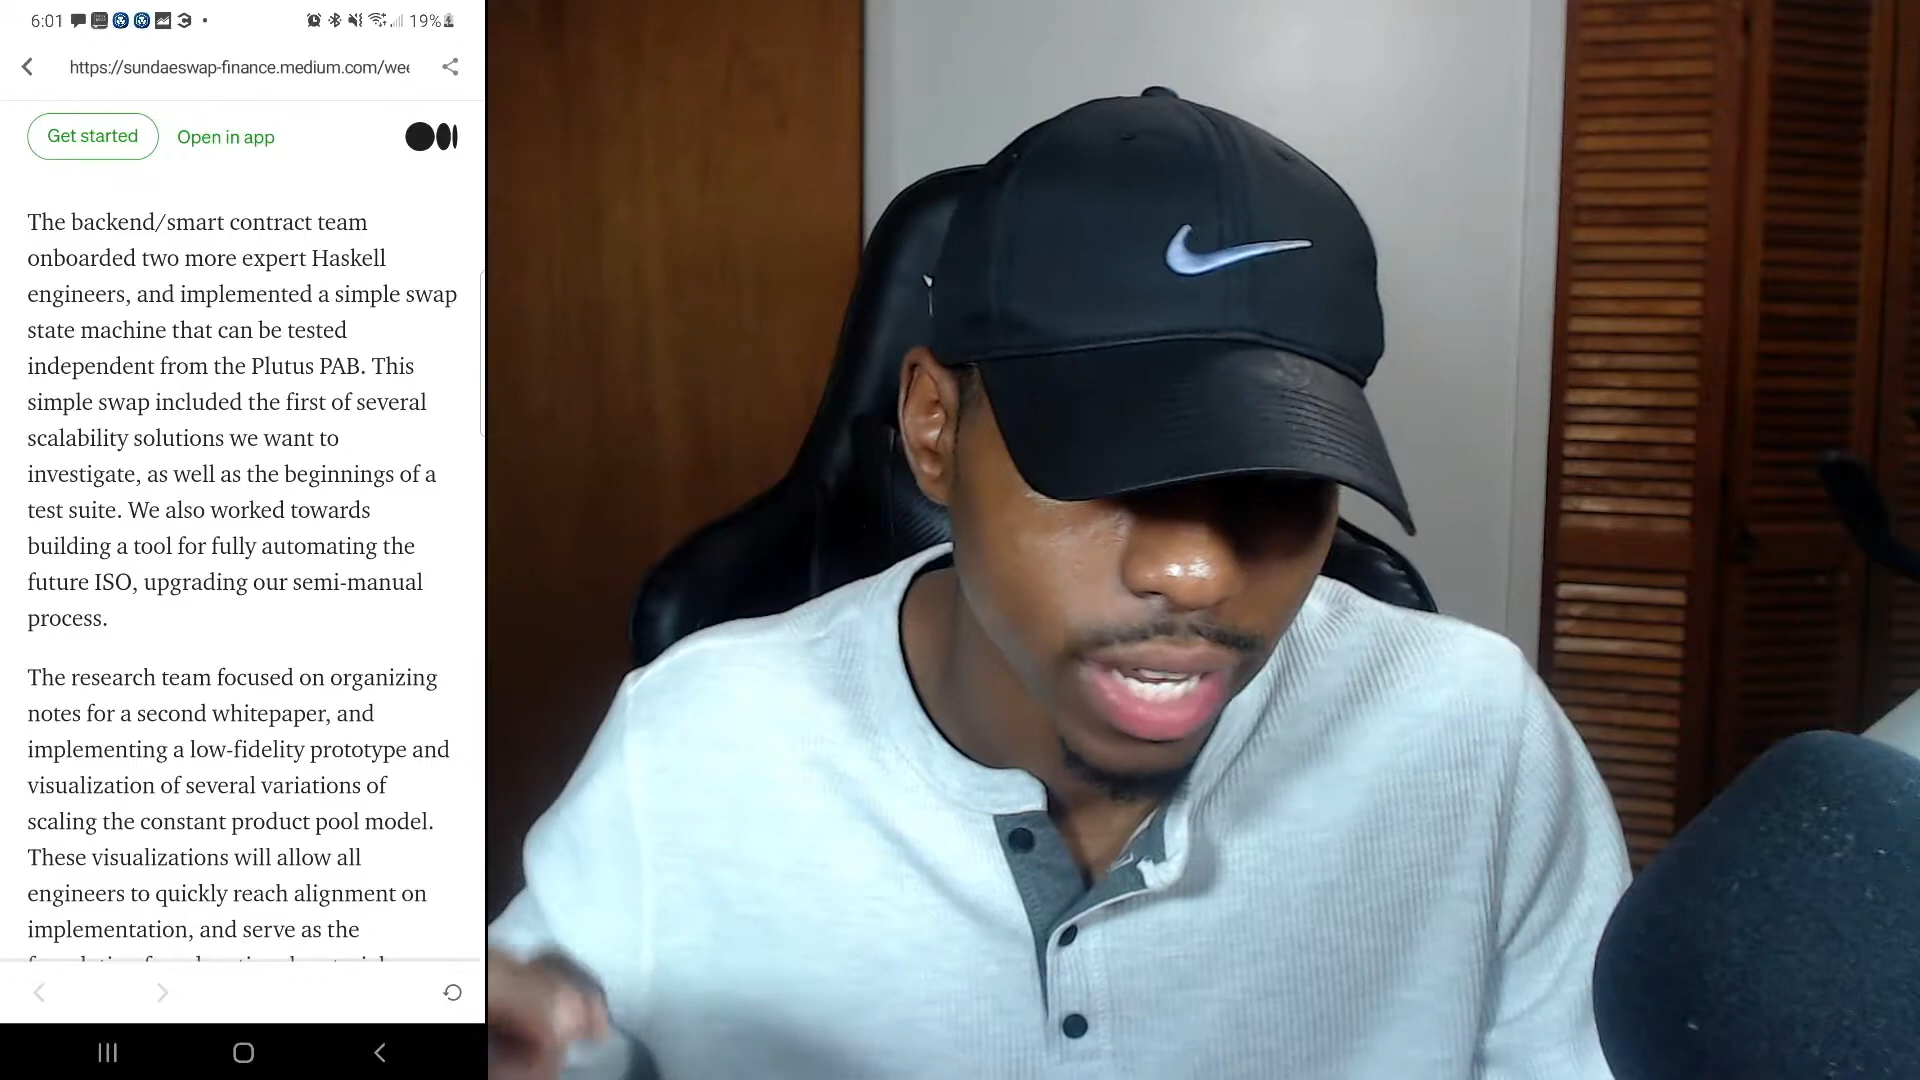 6:01
19%
https://sundaeswap-finance.medium.com/wee
Get started
Open in app
The backend/smart contract team
onboarded two more expert Haskell
engineers, and implemented a simple swap
state machine that can be tested
independent from the Plutus PAB. This
simple swap included the first of several
scalability solutions we want to
investigate, as well as the beginnings of a
test suite. We also worked towards
building a tool for fully automating the
future ISO, upgrading our semi-manual
process.
The research team focused on organizing
notes for a second whitepaper, and
implementing a low-fidelity prototype and
visualization of several variations of
scaling the constant product pool model.
These visualizations will allow all
engineers to quickly reach alignment on
implementation, and serve as the